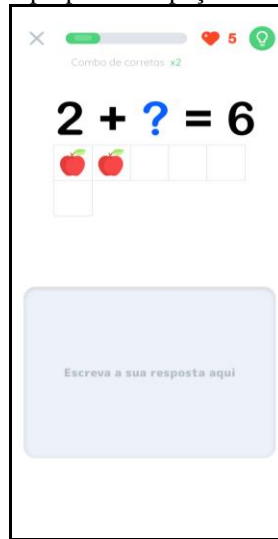 5
Combo de corretas x2
2 + ? = 6
Escreva a sua resposta aqui